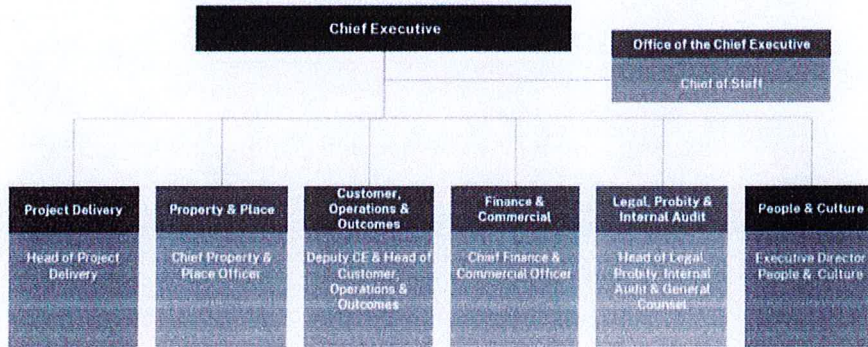 Chief Executive
Office of the Chief Executive
Chief of Staff
Project Delivery
Head of Project
Delivery
Property & Place
Chief Property &
Place Officer
Customer,
Operations &
Outcomes
Deputy CE & Head of
Customer,
Operations &
Outcomes
Finance &
Commercial
Chief Finance &
Commercial Officer
Legal, Probity &
Internal Audit
Head of Legal,
Probity, Internal
Audit & General
Counsel
People & Culture
Executive Director
People & Culture